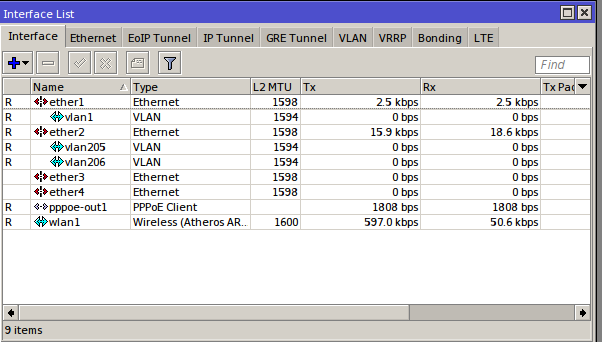 Interface List
Interface Ethernet EoIP Tunnel IP Tunnel GRE Tunnel VLAN VRRP Bonding LTE
Find
Name Type L2 MTU Tx Rx Tx Pac
R ether1 Ethernet 1598 2.5 kbps 2.5 kbps
R vlan1 VLAN 1594 0 bps 0 bps
R ether2 Ethernet 1598 15.9 kbps 18.6 kbps
R vlan205 VLAN 1594 0 bps 0 bps
R vlan206 VLAN 1594 0 bps 0 bps
ether3 Ethernet 1598 0 bps 0 bps
ether4 Ethernet 1598 0 bps 0 bps
R pppoe-out1 PPPoE Client 1808 bps 1808 bps
R wlan1 Wireless (Atheros AR... 1600 597.0 kbps 50.6 kbps
9 items